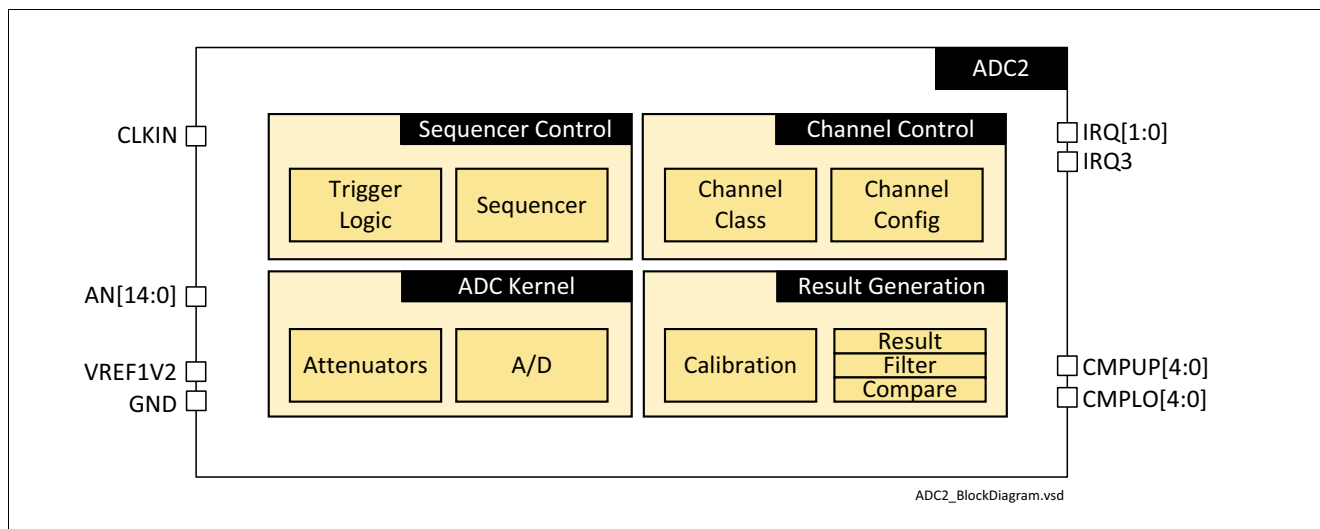 ADC2
CLKIN
Sequencer Control
Channel Control
IRQ[1:0]
IRQ3
Trigger
Logic
Sequencer
Channel
Class
Channel
Config
AN[14:0]
ADC Kernel
Result Generation
VREF1V2
GND
Attenuators
A/D
Calibration
Result
Filter
Compare
CMPUP[4:0]
CMPLO[4:0]
ADC2_BlockDiagram.vsd